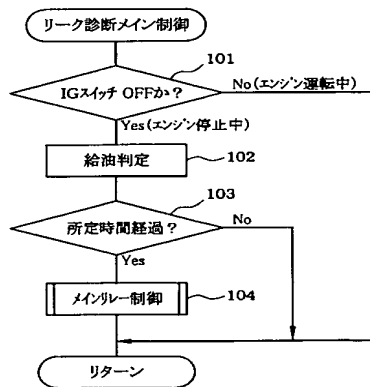 リーク診断メイン制御
101
IGスイッチ OFFか?
No(エンジン運転中)
Yes(エンジン停止中)
給油判定
102
103
所定時間経過?
No
Yes
メインリレー制御
104
リターン